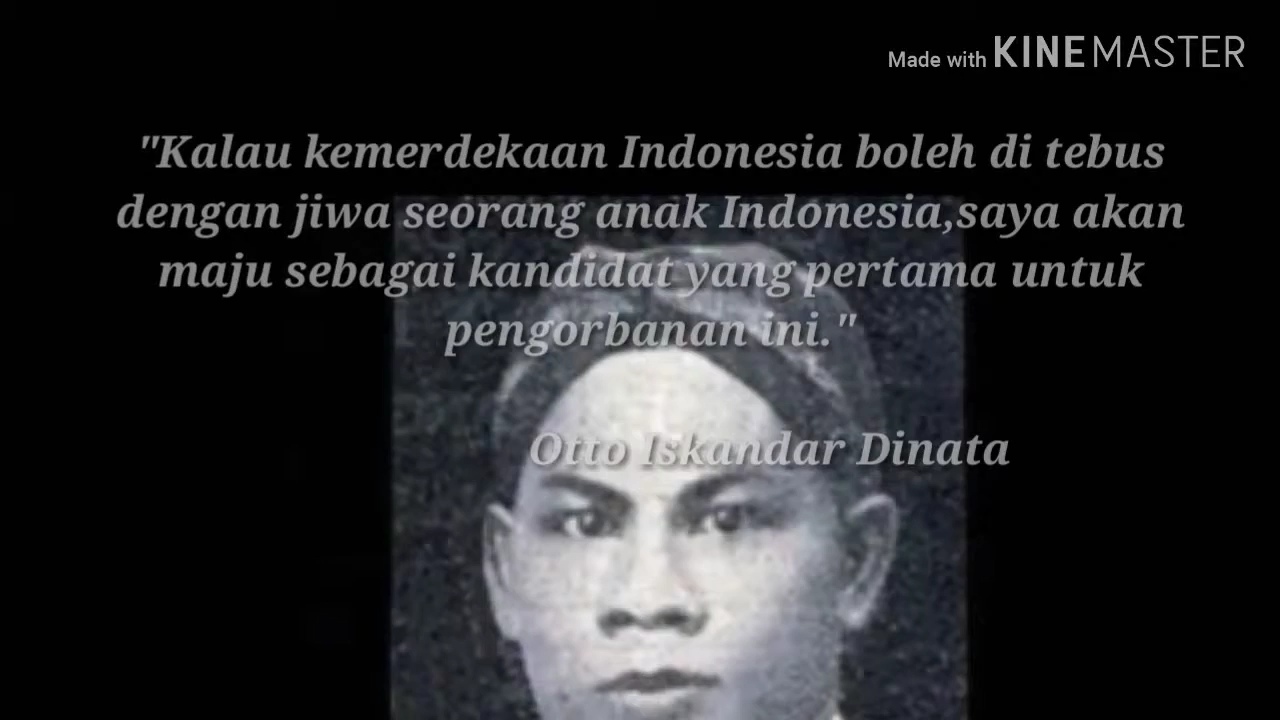 Made with KINEMASTER
"Kalau kemerdekaan Indonesia boleh di tebus
dengan jiwa seorang anak Indonesia,saya akan
maju sebagai kandidat yang pertama untuk
pengorbanan ini."
Otto Iskandar Dinata